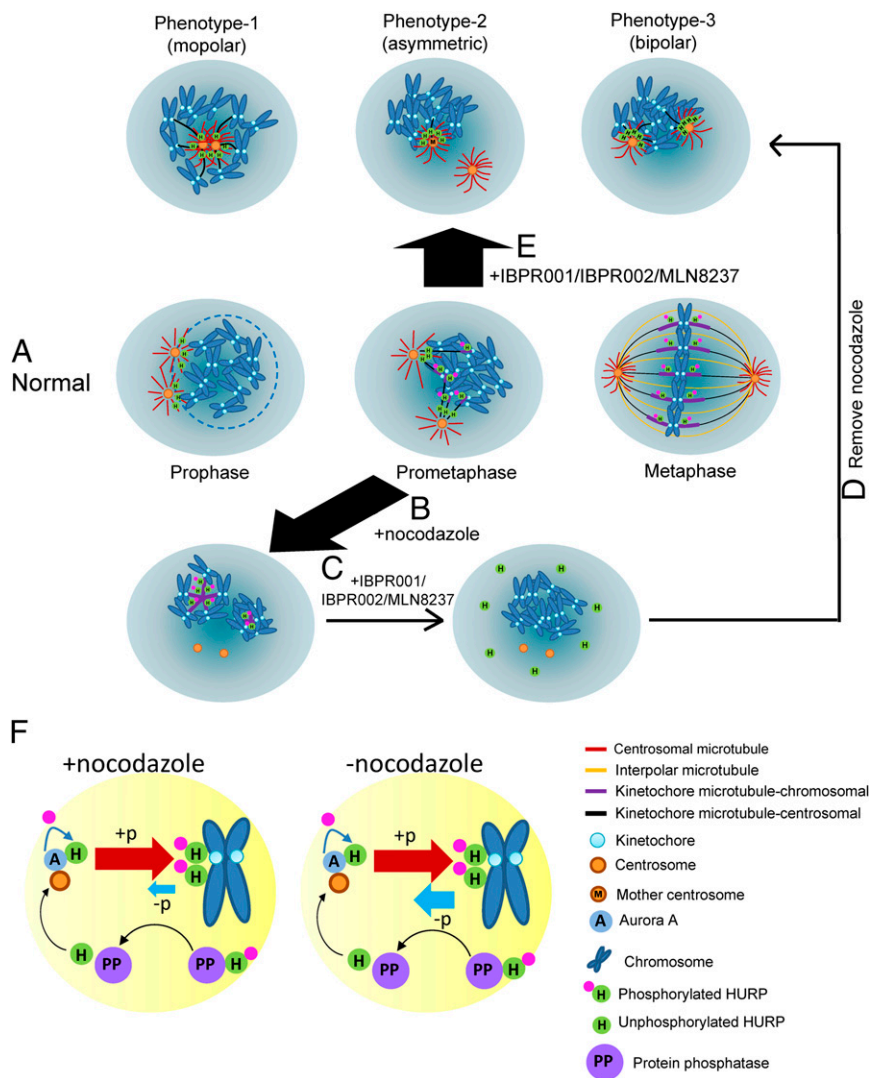 Phenotype-1
(mopolar)
Phenotype-2
(asymmetric)
Phenotype-3
(bipolar)
E
+IBPR001/IBPR002/MLN8237
A
Normal
Prophase
Prometaphase
Metaphase
B
+nocodazole
C
+IBPR001/
IBPR002/MLN8237
D Remove nocodazole
F
+nocodazole
-nocodazole
+p
-p
A
H
H
H
H
PP
PP
H
+p
-p
A
H
H
H
H
PP
PP
H
Centrosomal microtubule
Interpolar microtubule
Kinetochore microtubule-chromosomal
Kinetochore microtubule-centrosomal
Kinetochore
Centrosome
M Mother centrosome
A Aurora A
Chromosome
H Phosphorylated HURP
H Unphosphorylated HURP
PP Protein phosphatase